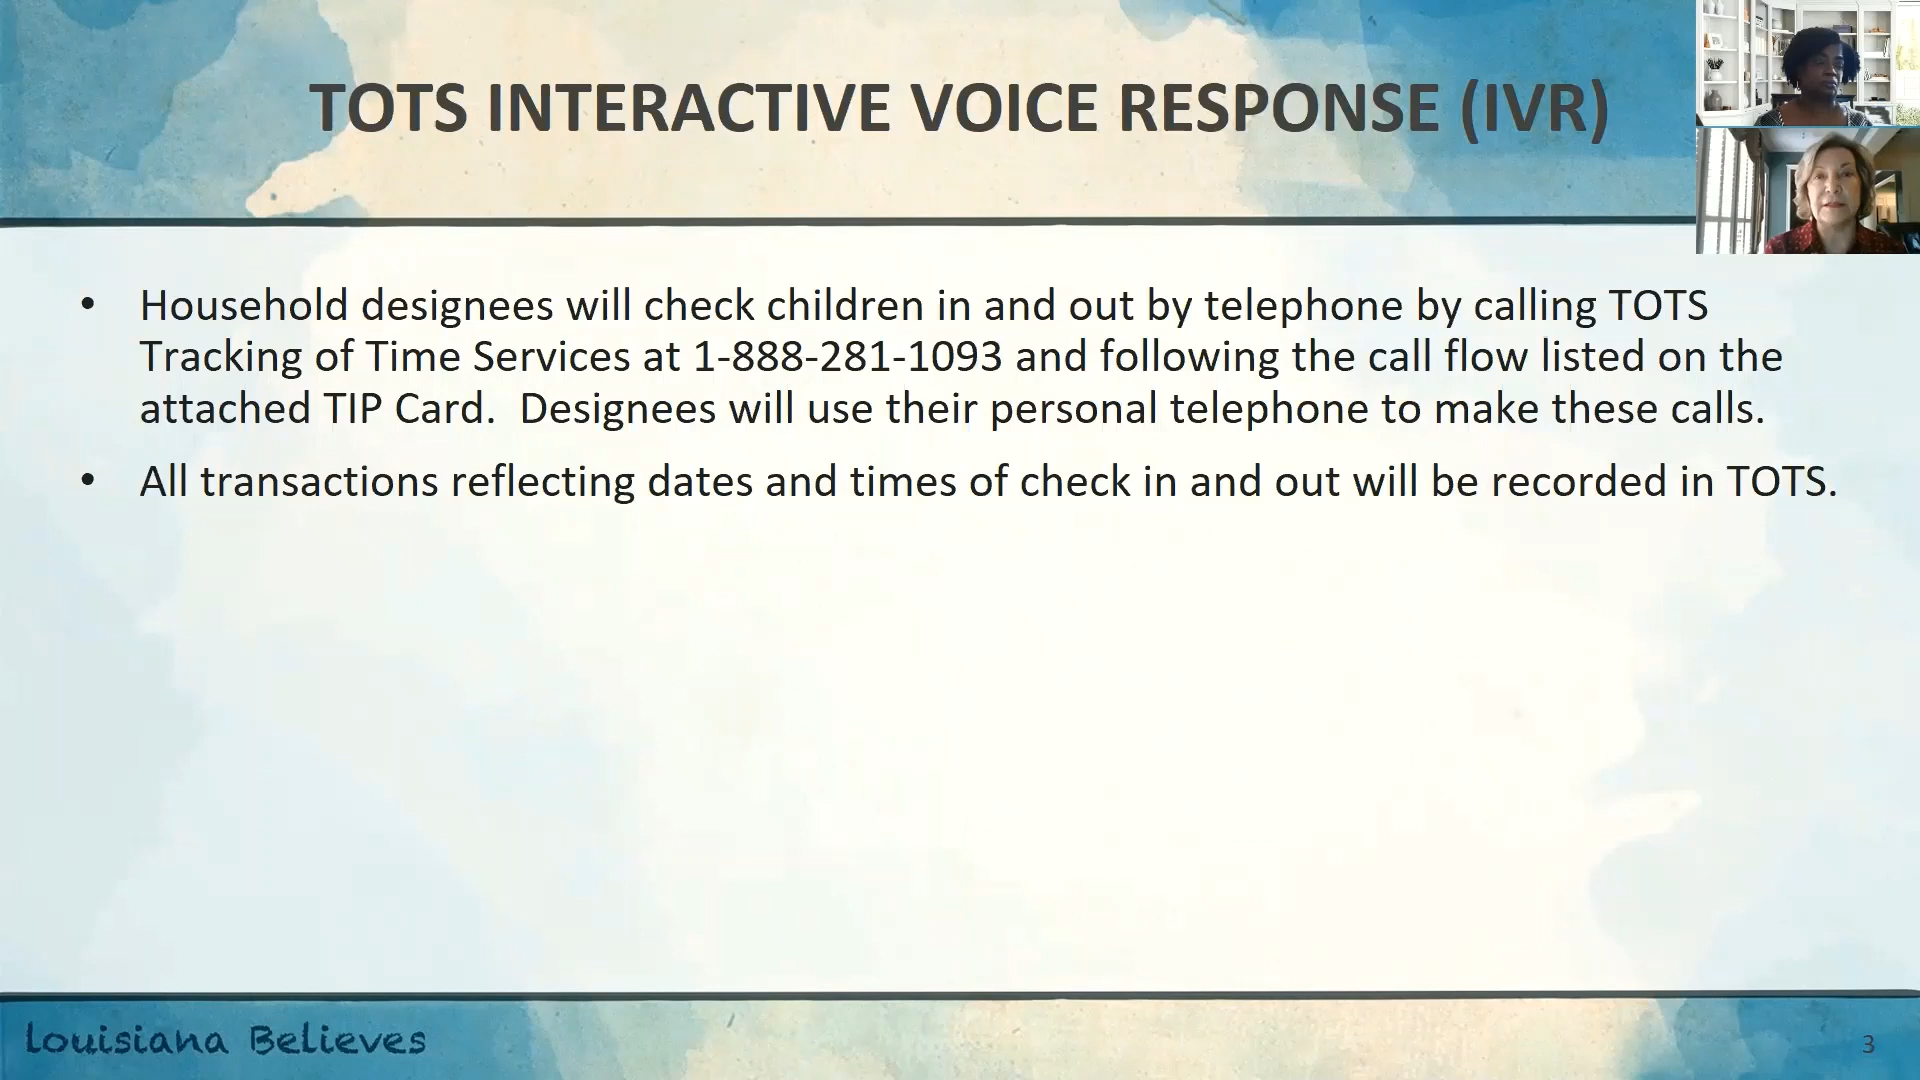 TOTS INTERACTIVE VOICE RESPONSE (IVR)
• Household designees will check children in and out by telephone by calling TOTS
Tracking of Time Services at 1-888-281-1093 and following the call flow listed on the
attached TIP Card.  Designees will use their personal telephone to make these calls.
• All transactions reflecting dates and times of check in and out will be recorded in TOTS.
Louisiana Believes
3